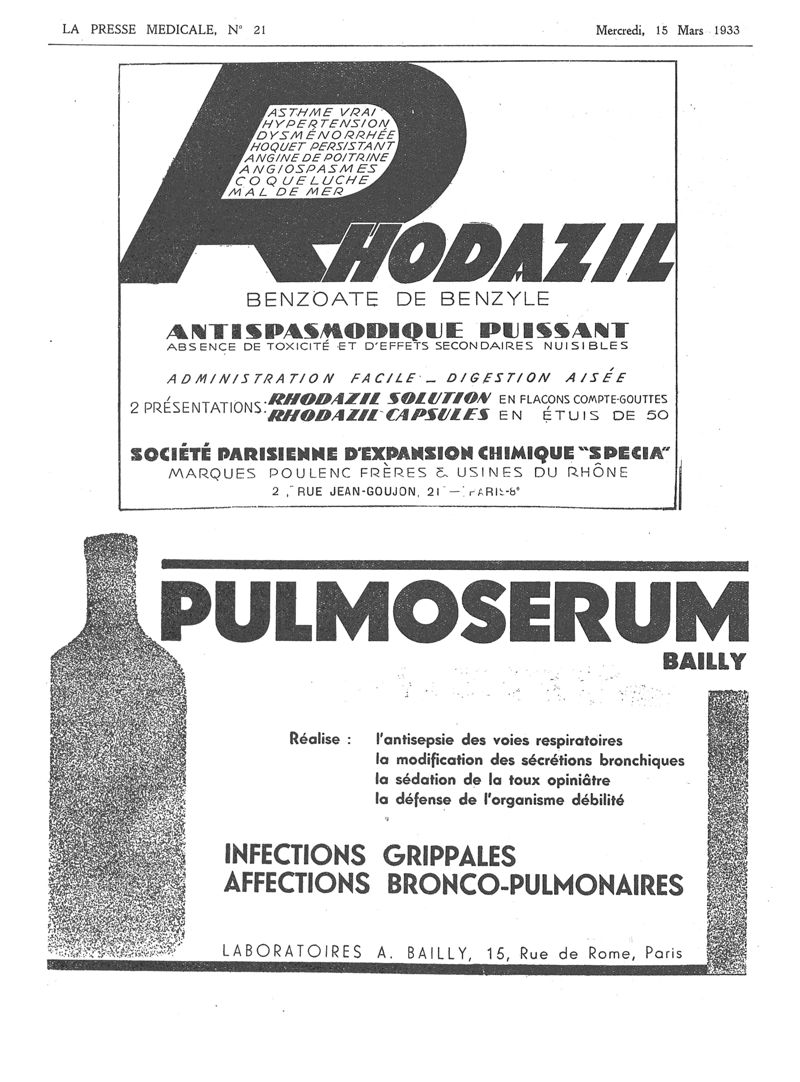 LA PRESSE MEDICALE, N° 21
Mercredi, 15 Mars 1933
ASTHME VRAI
HYPERTENSION
DYSMÉNORRHÉE
HOQUET PERSISTANT
ANGINE DE POITRINE
ANGIOSPASMES
COQUELUCHE
MAL DE MER
RHODAZIL
BENZOATE DE BENZYLE
ANTISPASMODIQUE PUISSANT
ABSENCE DE TOXICITÉ ET D'EFFETS SECONDAIRES NUISIBLES
ADMINISTRATION FACILE _ DIGESTION AISÉE
2 PRÉSENTATIONS: RHODAZIL SOLUTION EN FLACONS COMPTE-GOUTTES
RHODAZIL CAPSULES EN ÉTUIS DE 50
SOCIÉTÉ PARISIENNE D'EXPANSION CHIMIQUE "SPECIA"
MARQUES POULENC FRÈRES & USINES DU RHÔNE
RUE JEAN-GOUJON, 21 — PARIS-8e
PULMOSERUM
BAILLY
Réalise : l'antisepsie des voies respiratoires
la modification des sécrétions bronchiques
la sédation de la toux opiniâtre
la défense de l'organisme débilité
INFECTIONS GRIPPALES
AFFECTIONS BRONCO-PULMONAIRES
LABORATOIRES A. BAILLY, 15, Rue de Rome, Paris